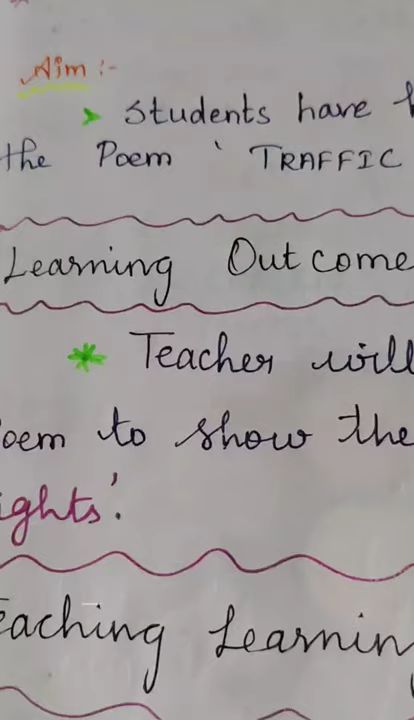 Aim :-
➤ Students have
the Poem ' TRAFFIC
Learning Outcome
* Teacher will
oem to show the
ights'.
eaching Learnin